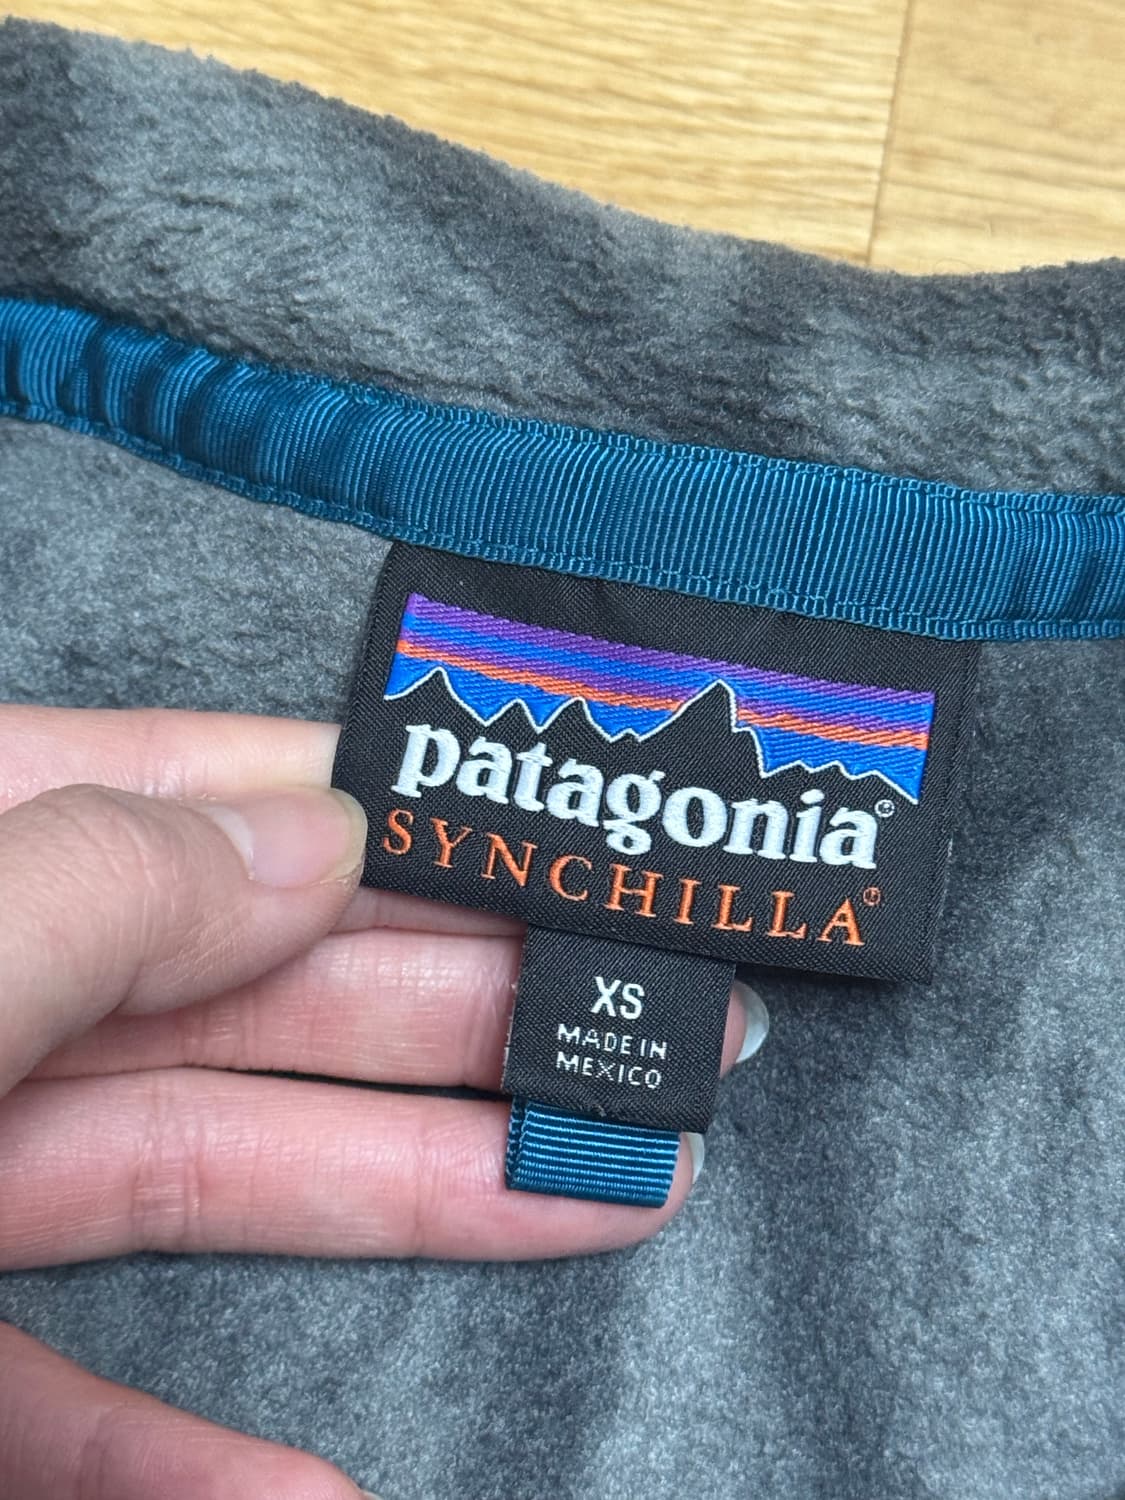 patagonia®
SYNCHILLA®
XS
MADE IN
MEXICO